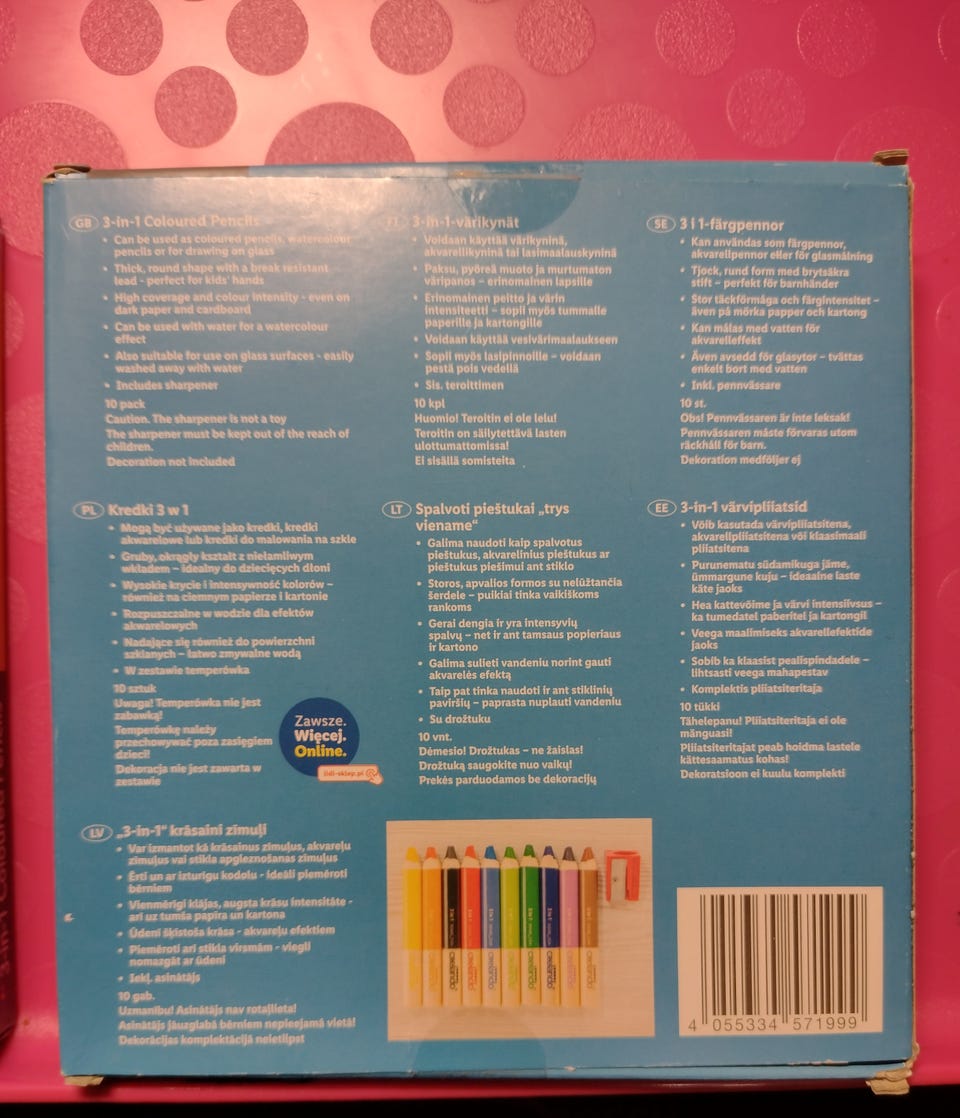 GB 3-in-1 Coloured Pencils
• Can be used as coloured pencils, watercolour
pencils or for drawing on glass
• Thick, round shape with a break resistant
lead - perfect for kids' hands
• High coverage and colour intensity - even on
dark paper and cardboard
• Can be used with water for a watercolour
effect
• Also suitable for use on glass surfaces - easily
washed away with water
• Includes sharpener
10 pack
Caution. The sharpener is not a toy
The sharpener must be kept out of the reach of
children.
Decoration not included
FI 3-in-1-värikynät
• Voidaan käyttää värikyninä,
akvarellikyninä tai lasimaalauskyninä
• Paksu, pyöreä muoto ja murtumaton
väripanos – erinomainen lapsille
• Erinomainen peitto ja värin
intensiteetti – sopii myös tummalle
paperille ja kartongille
• Voidaan käyttää vesivärimaalaukseen
• Sopii myös lasipinnoille – voidaan
pestä pois vedellä
• Sis. teroittimen
10 kpl
Huomio! Teroitin ei ole lelu!
Teroitin on säilytettävä lasten
ulottumattomissa!
Ei sisällä somisteita
SE 3 i 1-färgpennor
• Kan användas som färgpennor,
akvarellpennor eller för glasmålning
• Tjock, rund form med brytsäkra
stift – perfekt för barnhänder
• Stor täckförmåga och färgintensitet –
även på mörka papper och kartong
• Kan målas med vatten för
akvarelleffekt
• Även avsedd för glasytor – tvättas
enkelt bort med vatten
• Inkl. pennvässare
10 st.
Obs! Pennvässaren är inte leksak!
Pennvässaren måste förvaras utom
räckhåll för barn.
Dekoration medföljer ej
PL Kredki 3 w 1
• Mogą być używane jako kredki, kredki
akwarelowe lub kredki do malowania na szkle
• Gruby, okrągły kształt z niełamliwym
wkładem – idealny do dziecięcych dłoni
• Wysokie krycie i intensywność kolorów –
również na ciemnym papierze i kartonie
• Rozpuszczalne w wodzie dla efektów
akwarelowych
• Nadające się również do powierzchni
szklanych – łatwo zmywalne wodą
• W zestawie temperówka
10 sztuk
Uwaga! Temperówka nie jest
zabawką!
Temperówkę należy
przechowywać poza zasięgiem
dzieci!
Dekoracja nie jest zawarta w
zestawie
Zawsze.
Więcej.
Online.
lidl-sklep.pl
LT Spalvoti pieštukai „trys
viename“
• Galima naudoti kaip spalvotus
pieštukus, akvarelinius pieštukus ar
pieštukus piešimui ant stiklo
• Storos, apvalios formos su nelūžtančia
šerdele – puikiai tinka vaikiškoms
rankoms
• Gerai dengia ir yra intensyvių
spalvų – net ir ant tamsaus popieriaus
ir kartono
• Galima sulieti vandeniu norint gauti
akvarelės efektą
• Taip pat tinka naudoti ir ant stiklinių
paviršių – paprasta nuplauti vandeniu
• Su drožtuku
10 vnt.
Dėmesio! Drožtukas – ne žaislas!
Drožtuką saugokite nuo vaikų!
Prekės parduodamos be dekoracijų
EE 3-in-1 värvipliiatsid
• Võib kasutada värvipliiatsitena,
akvarellpliiatsitena või klaasimaali
pliiatsitena
• Purunematu südamikuga jäme,
ümmargune kuju – ideaalne laste
käte jaoks
• Hea kattevõime ja värvi intensiivsus –
ka tumedatel paberitel ja kartongil
• Veega maalimiseks akvarellefektide
jaoks
• Sobib ka klaasist pealispindadele –
lihtsasti veega mahapestav
• Komplektis pliiatsiteritaja
10 tükki
Tähelepanu! Pliiatsiteritaja ei ole
mänguasi!
Pliiatsiteritajat peab hoidma lastele
kättesaamatus kohas!
Dekoratsioon ei kuulu komplekti
LV „3-in-1“ krāsaini zīmuļi
• Var izmantot kā krāsainus zīmuļus, akvareļu
zīmuļus vai stikla apgleznošanas zīmuļus
• Ērti un ar izturīgu kodolu - ideāli piemēroti
bērniem
• Vienmērīgi klājas, augsta krāsu intensitāte -
arī uz tumša papīra un kartona
• Ūdenī šķīstoša krāsa - akvareļu efektiem
• Piemēroti arī stikla virsmām - viegli
nomazgāt ar ūdeni
• Iekļ. asinātājs
10 gab.
Uzmanību! Asinātājs nav rotaļlieta!
Asinātājs jāuzglabā bērniem nepieejamā vietā!
Dekorācijas komplektācijā neietilpst
4 055334 571999